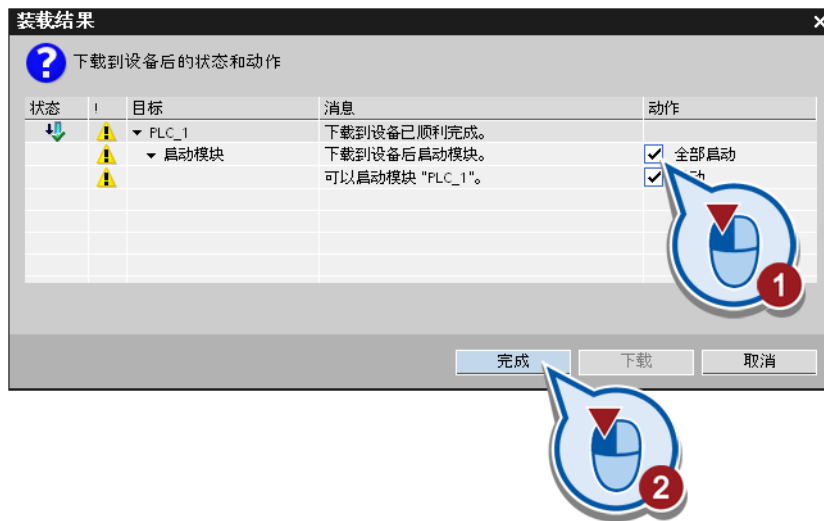 装载结果
下载到设备后的状态和动作
状态 ! 目标 消息 动作
PLC_1 下载到设备已顺利完成。
启动模块 下载到设备后启动模块。 全部启动
可以启动模块 "PLC_1"。
1
完成 下载 取消
2